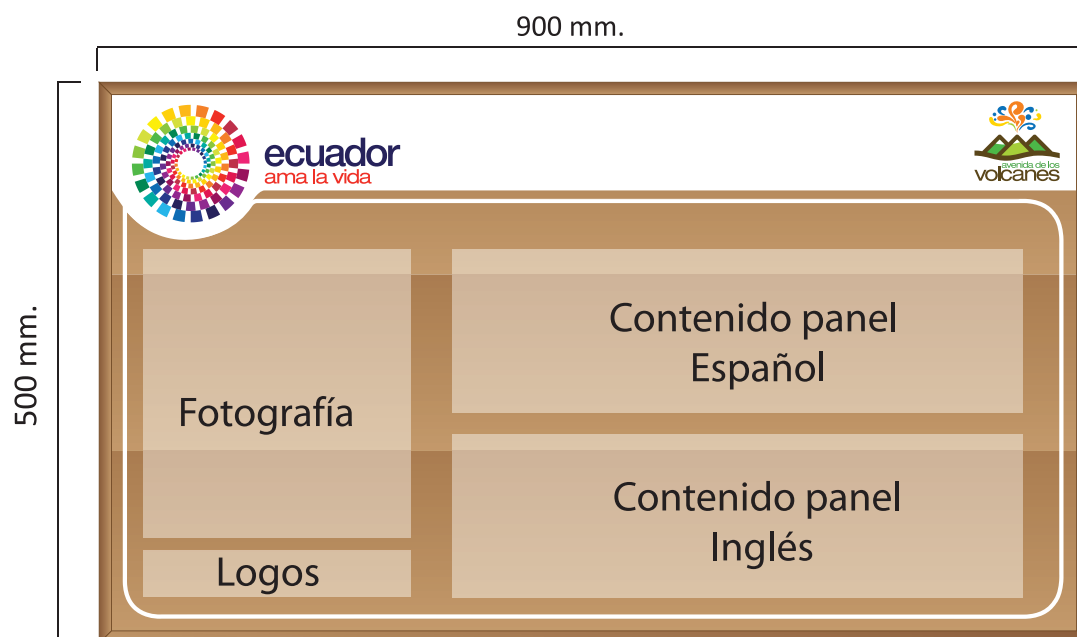 900 mm.
500 mm.
ecuador
ama la vida
avenida de los
volcanes
Fotografía
Logos
Contenido panel
Español
Contenido panel
Inglés